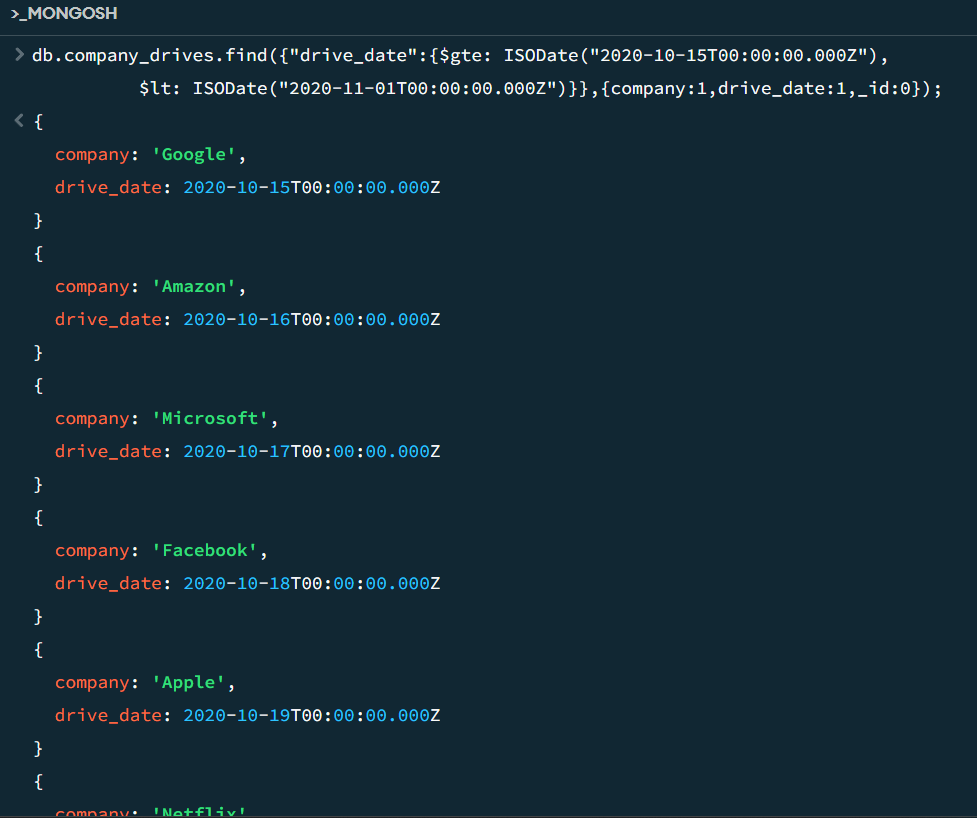 >_MONGOSH
> db.company_drives.find({"drive_date":{$gte: ISODate("2020-10-15T00:00:00.000Z"),
$lt: ISODate("2020-11-01T00:00:00.000Z")}},{company:1,drive_date:1,_id:0});
< {
company: 'Google',
drive_date: 2020-10-15T00:00:00.000Z
}
{
company: 'Amazon',
drive_date: 2020-10-16T00:00:00.000Z
}
{
company: 'Microsoft',
drive_date: 2020-10-17T00:00:00.000Z
}
{
company: 'Facebook',
drive_date: 2020-10-18T00:00:00.000Z
}
{
company: 'Apple',
drive_date: 2020-10-19T00:00:00.000Z
}
{
company: 'Netflix'